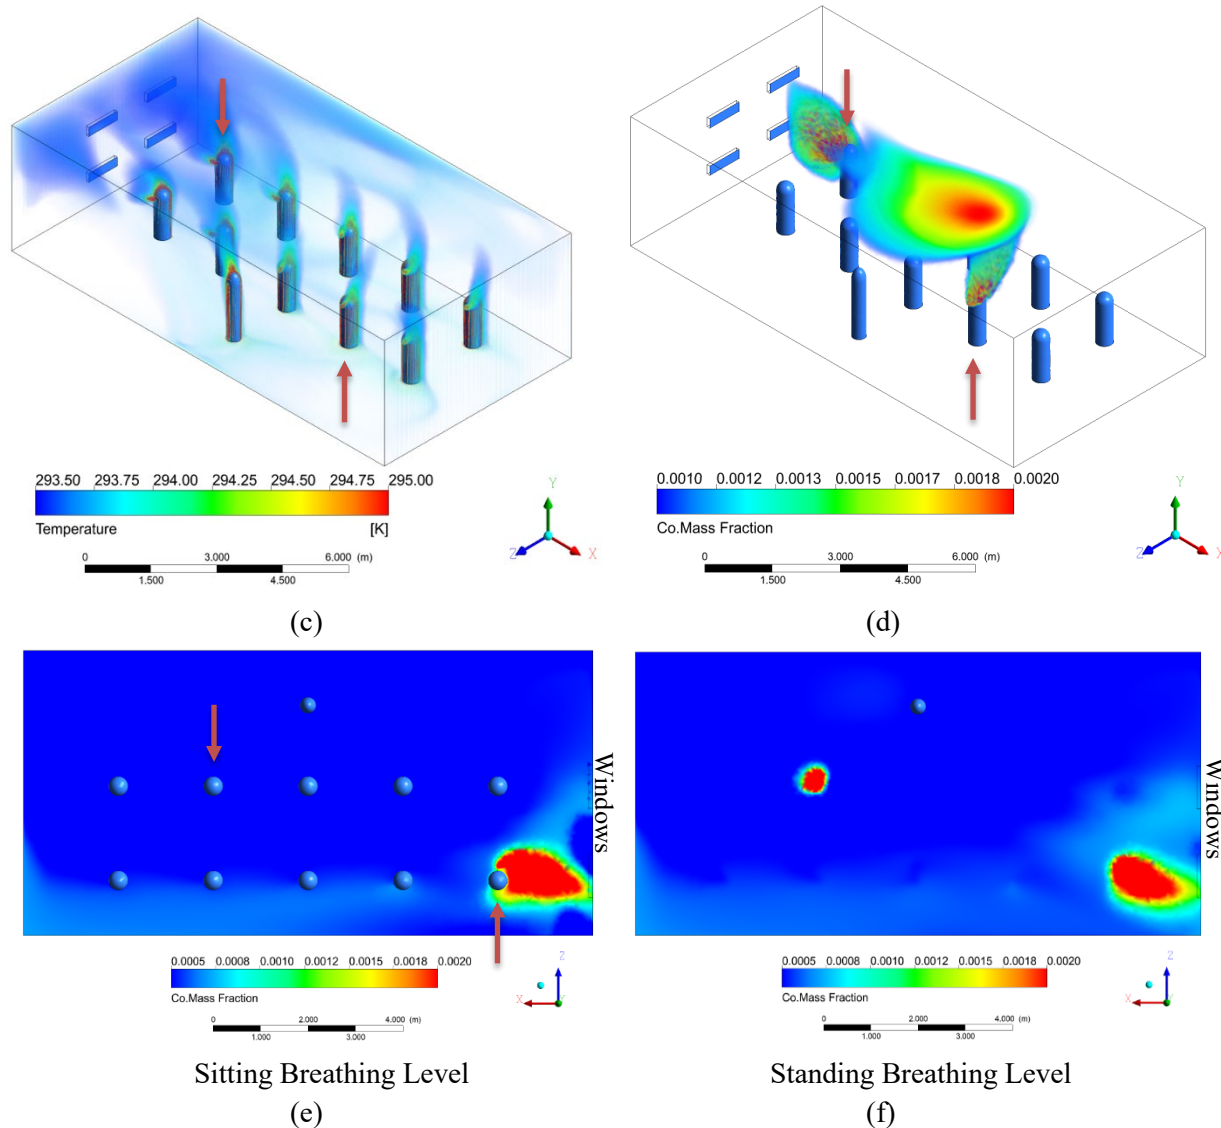 293.50 293.75 294.00 294.25 294.50 294.75 295.00
Temperature [K]
0 3.000 6.000 (m)
1.500 4.500
Y
Z X
(c)
0.0010 0.0012 0.0013 0.0015 0.0017 0.0018 0.0020
Co.Mass Fraction
0 3.000 6.000 (m)
1.500 4.500
Y
Z X
(d)
Windows
0.0005 0.0008 0.0010 0.0012 0.0015 0.0018 0.0020
Co.Mass Fraction
0 2.000 4.000 (m)
1.000 3.000
Z
X Y
Sitting Breathing Level
(e)
Windows
0.0005 0.0008 0.0010 0.0012 0.0015 0.0018 0.0020
Co.Mass Fraction
0 2.000 4.000 (m)
1.000 3.000
Z
X Y
Standing Breathing Level
(f)